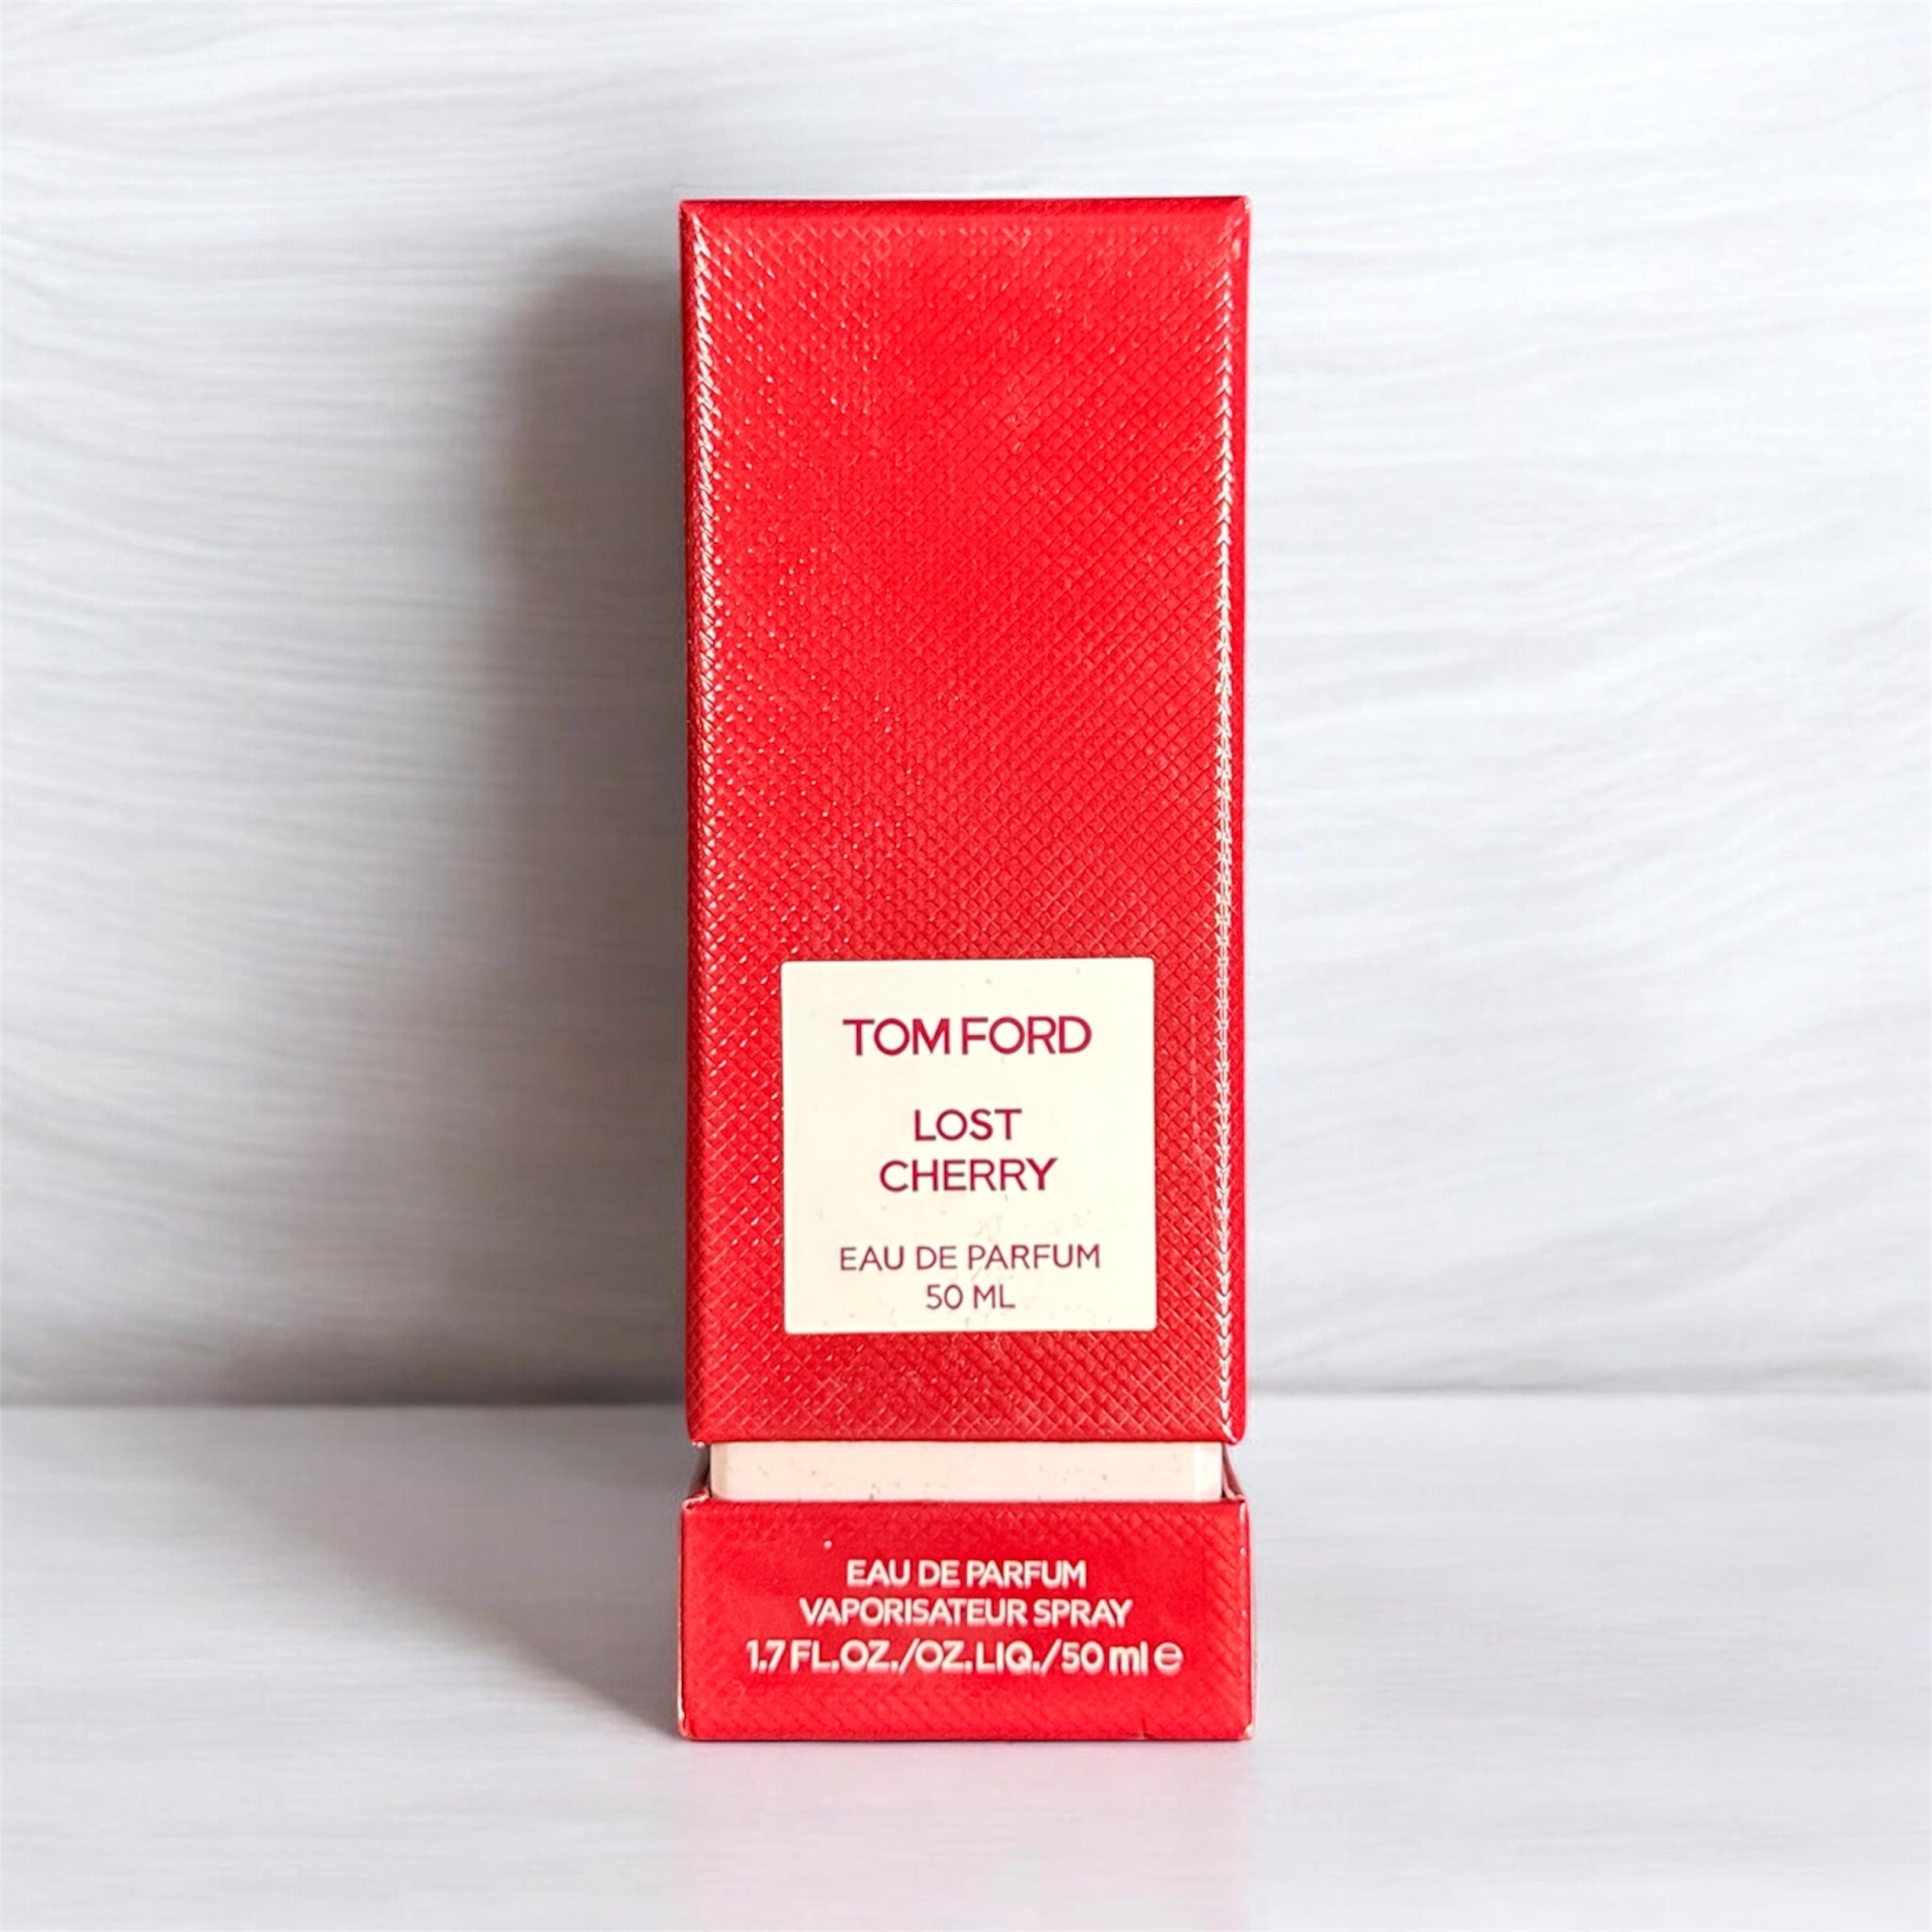 TOM FORD
LOST
CHERRY
EAU DE PARFUM
50 ML
EAU DE PARFUM
VAPORISATEUR SPRAY
1.7 FL.OZ./OZ.LIQ./50 ml ℮